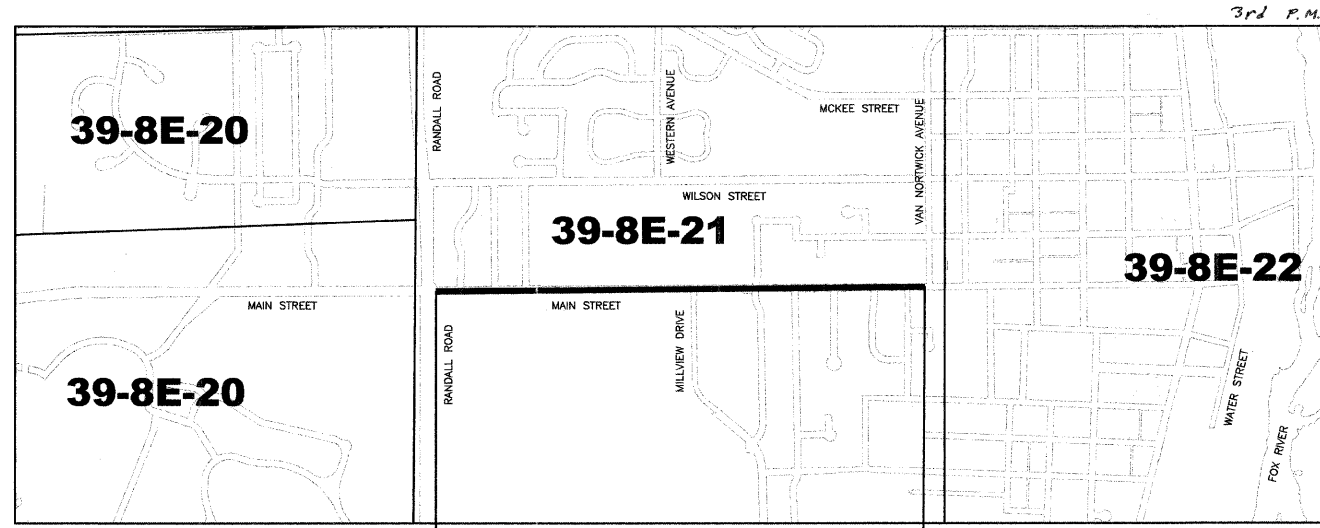 3rd P.M.
39-8E-20
RANDALL ROAD
WESTERN AVENUE
MCKEE STREET
VAN NORTWICK AVENUE
WILSON STREET
39-8E-21
39-8E-22
MAIN STREET
MAIN STREET
RANDALL ROAD
MILLVIEW DRIVE
39-8E-20
WATER STREET
FOX RIVER